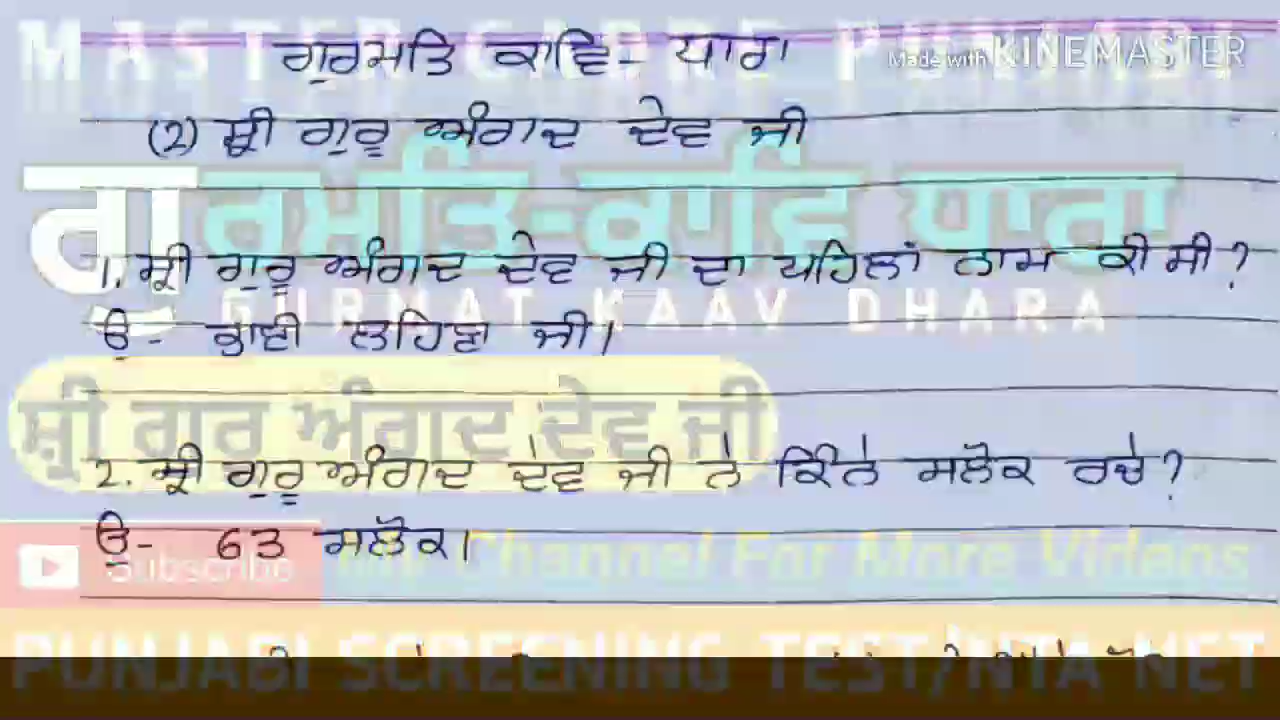 MASTER CADRE PUNJABI
ਗੁਰਮਤਿ ਕਾਵਿ- ਧਾਰਾ
Made with KINEMASTER
(2) ਸ਼੍ਰੀ ਗੁਰੂ ਅੰਗਦ ਦੇਵ ਜੀ
ਗੁਰਮਤਿ-ਕਾਵਿ ਧਾਰਾ
1. ਸ਼੍ਰੀ ਗੁਰੂ ਅੰਗਦ ਦੇਵ ਜੀ ਦਾ ਪਹਿਲਾਂ ਨਾਮ ਕੀ ਸੀ?
GURMAT KAAV DHARA
ਉ- ਭਾਈ ਲਹਿਣਾ ਜੀ।
ਸ਼੍ਰੀ ਗੁਰੂ ਅੰਗਦ ਦੇਵ ਜੀ
2. ਸ਼੍ਰੀ ਗੁਰੂ ਅੰਗਦ ਦੇਵ ਜੀ ਨੇ ਕਿੰਨੇ ਸਲੋਕ ਰਚੇ?
ਉ- 63 ਸਲੋਕ।
Subscribe My Channel For More Videos
PUNJABI SCREENING TEST/NTA NET